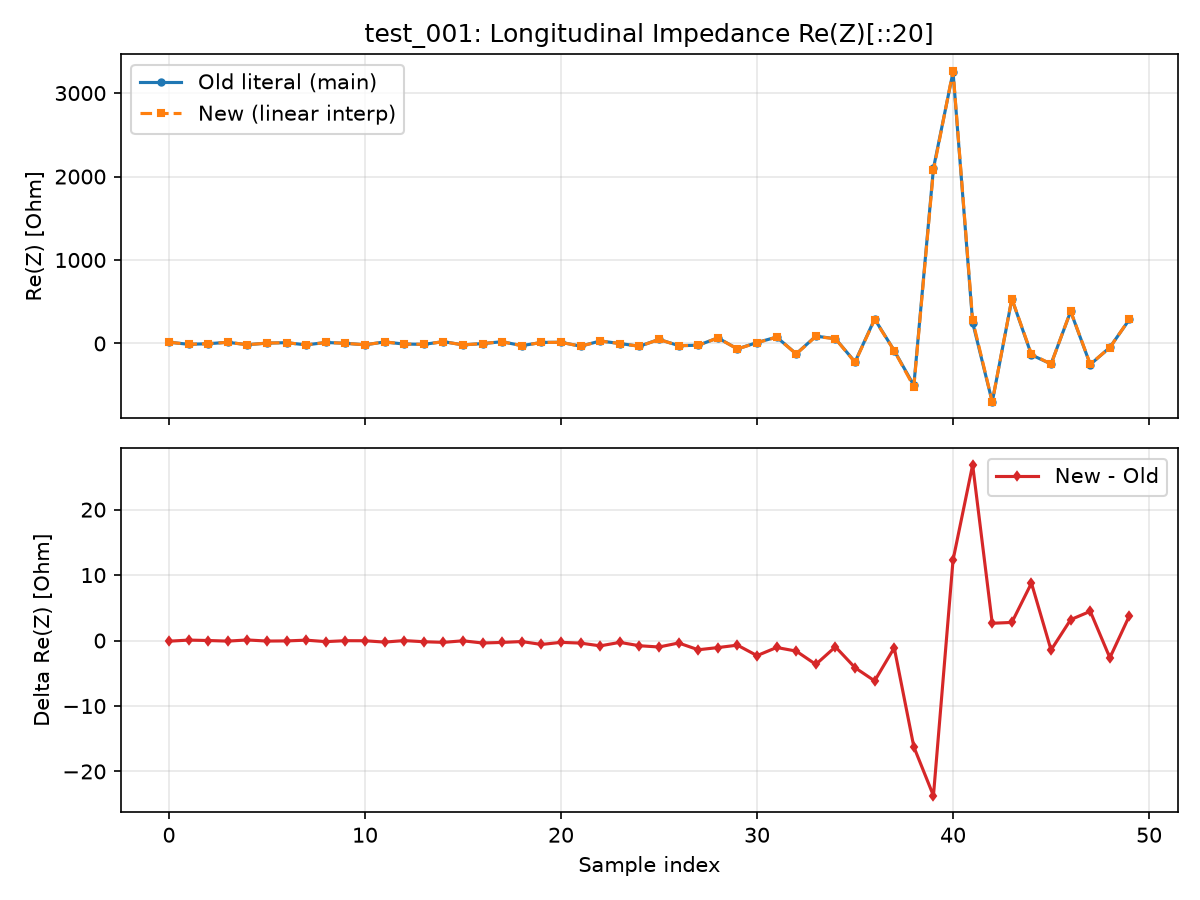 test_001: Longitudinal Impedance Re(Z)[::20]
Old literal (main)
New (linear interp)
3000
2000
1000
0
Re(Z) [Ohm]
New - Old
20
10
0
−10
−20
Delta Re(Z) [Ohm]
0 10 20 30 40 50
Sample index